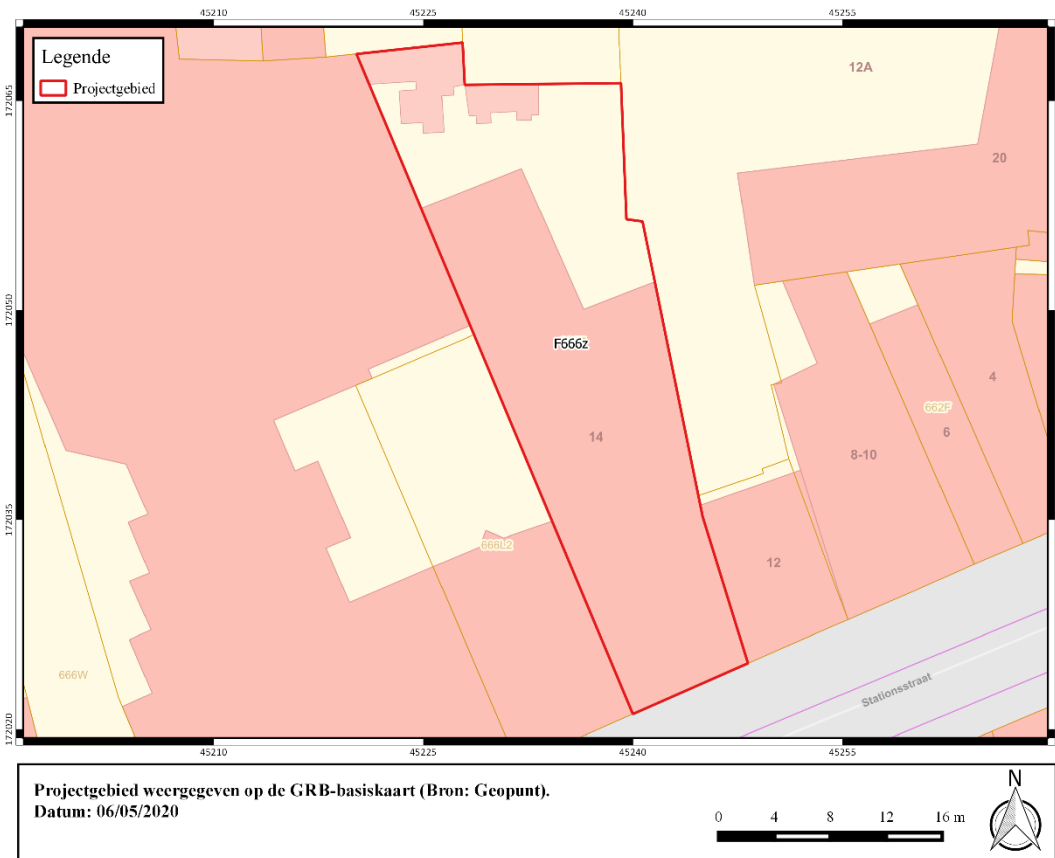 45210 45225 45240 45255
Legende
Projectgebied
12A
172065
20
172050
F666z
4
662F
14
6
8-10
172035
666L2
12
666W
Stationsstraat
172020
45210 45225 45240 45255
Projectgebied weergegeven op de GRB-basiskaart (Bron: Geopunt).
Datum: 06/05/2020
N
0 4 8 12 16 m